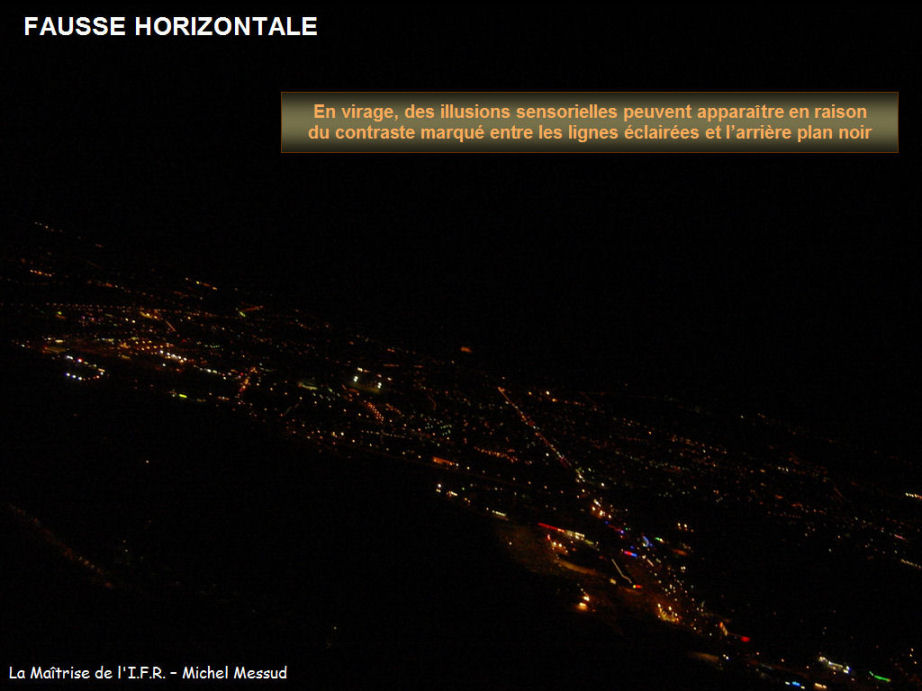 FAUSSE HORIZONTALE
En virage, des illusions sensorielles peuvent apparaître en raison
du contraste marqué entre les lignes éclairées et l’arrière plan noir
La Maîtrise de l'I.F.R. – Michel Messud